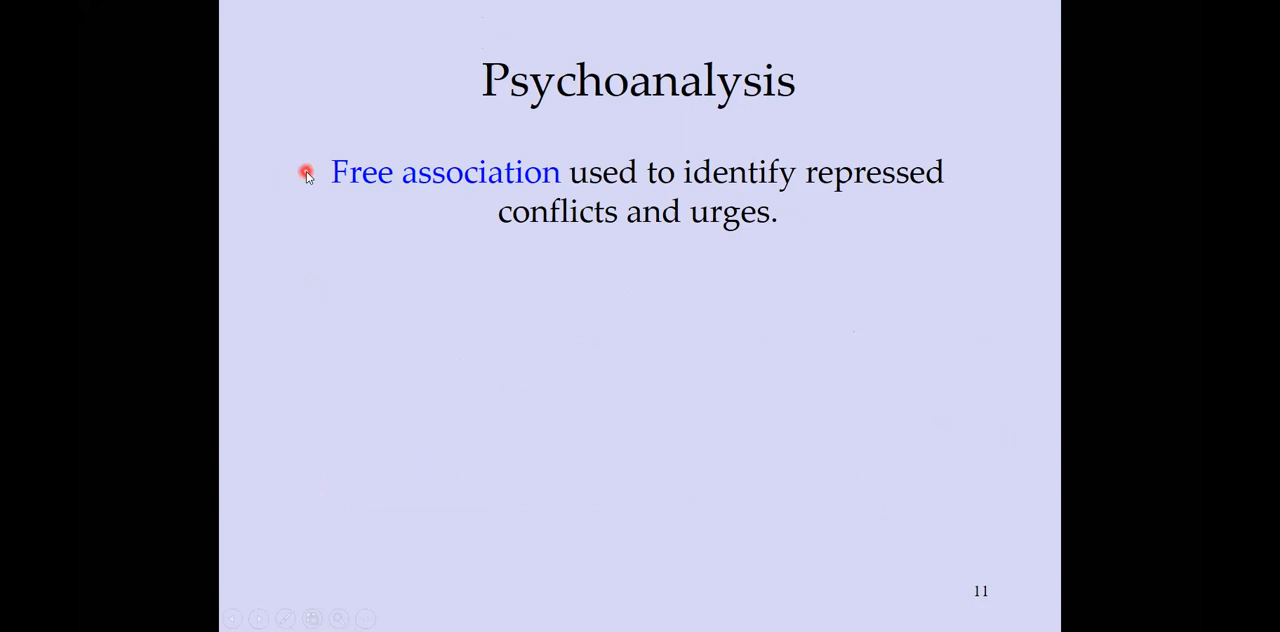 Psychoanalysis
Free association used to identify repressed
conflicts and urges.
11